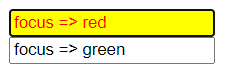 focus => red
focus => green